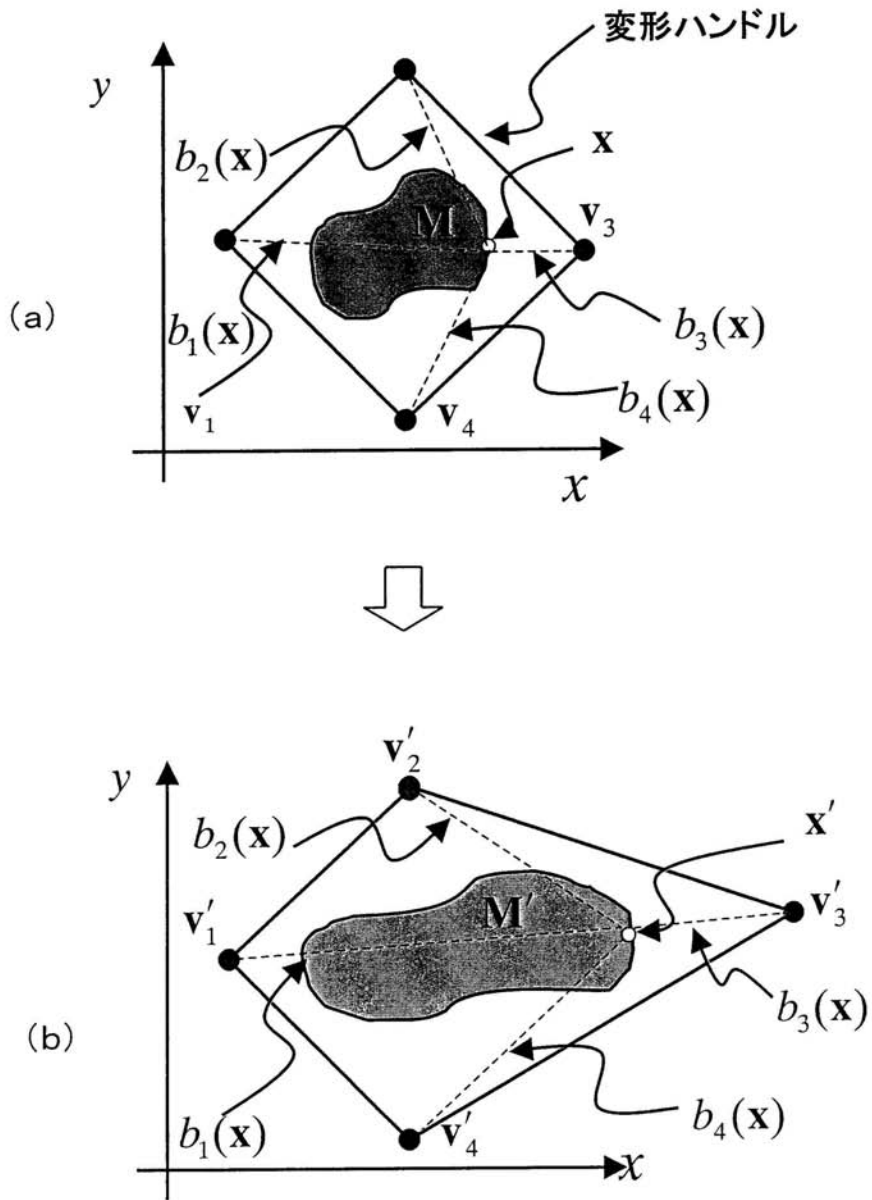 変形ハンドル
y
b₂(x)
x
M
v₃
(a)
b₁(x)
b₃(x)
v₁
v₄
b₄(x)
x
v′₂
y
b₂(x)
x′
v′₁
M′
v′₃
b₃(x)
(b)
b₁(x)
v′₄
b₄(x)
x